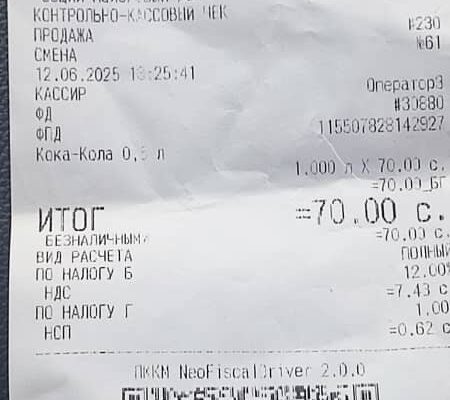 КОНТРОЛЬНО-КАССОВЫЙ ЧЕК
ПРОДАЖА №230
СМЕНА №61
12.06.2025 13:25:41
КАССИР Оператор3
ФД #30880
ФПД 115507828142927
Кока-Кола 0,5 л
1.000 л X 70.00 с.
=70.00_БГ
ИТОГ =70.00 с.
БЕЗНАЛИЧНЫМИ =70.00 с.
ВИД РАСЧЕТА ПОЛНЫЙ
ПО НАЛОГУ Б 12.00%
НДС =7.43 с
ПО НАЛОГУ Г 1.00
НСП =0.62 с
ПККМ NeoFiscalDriver 2.0.0